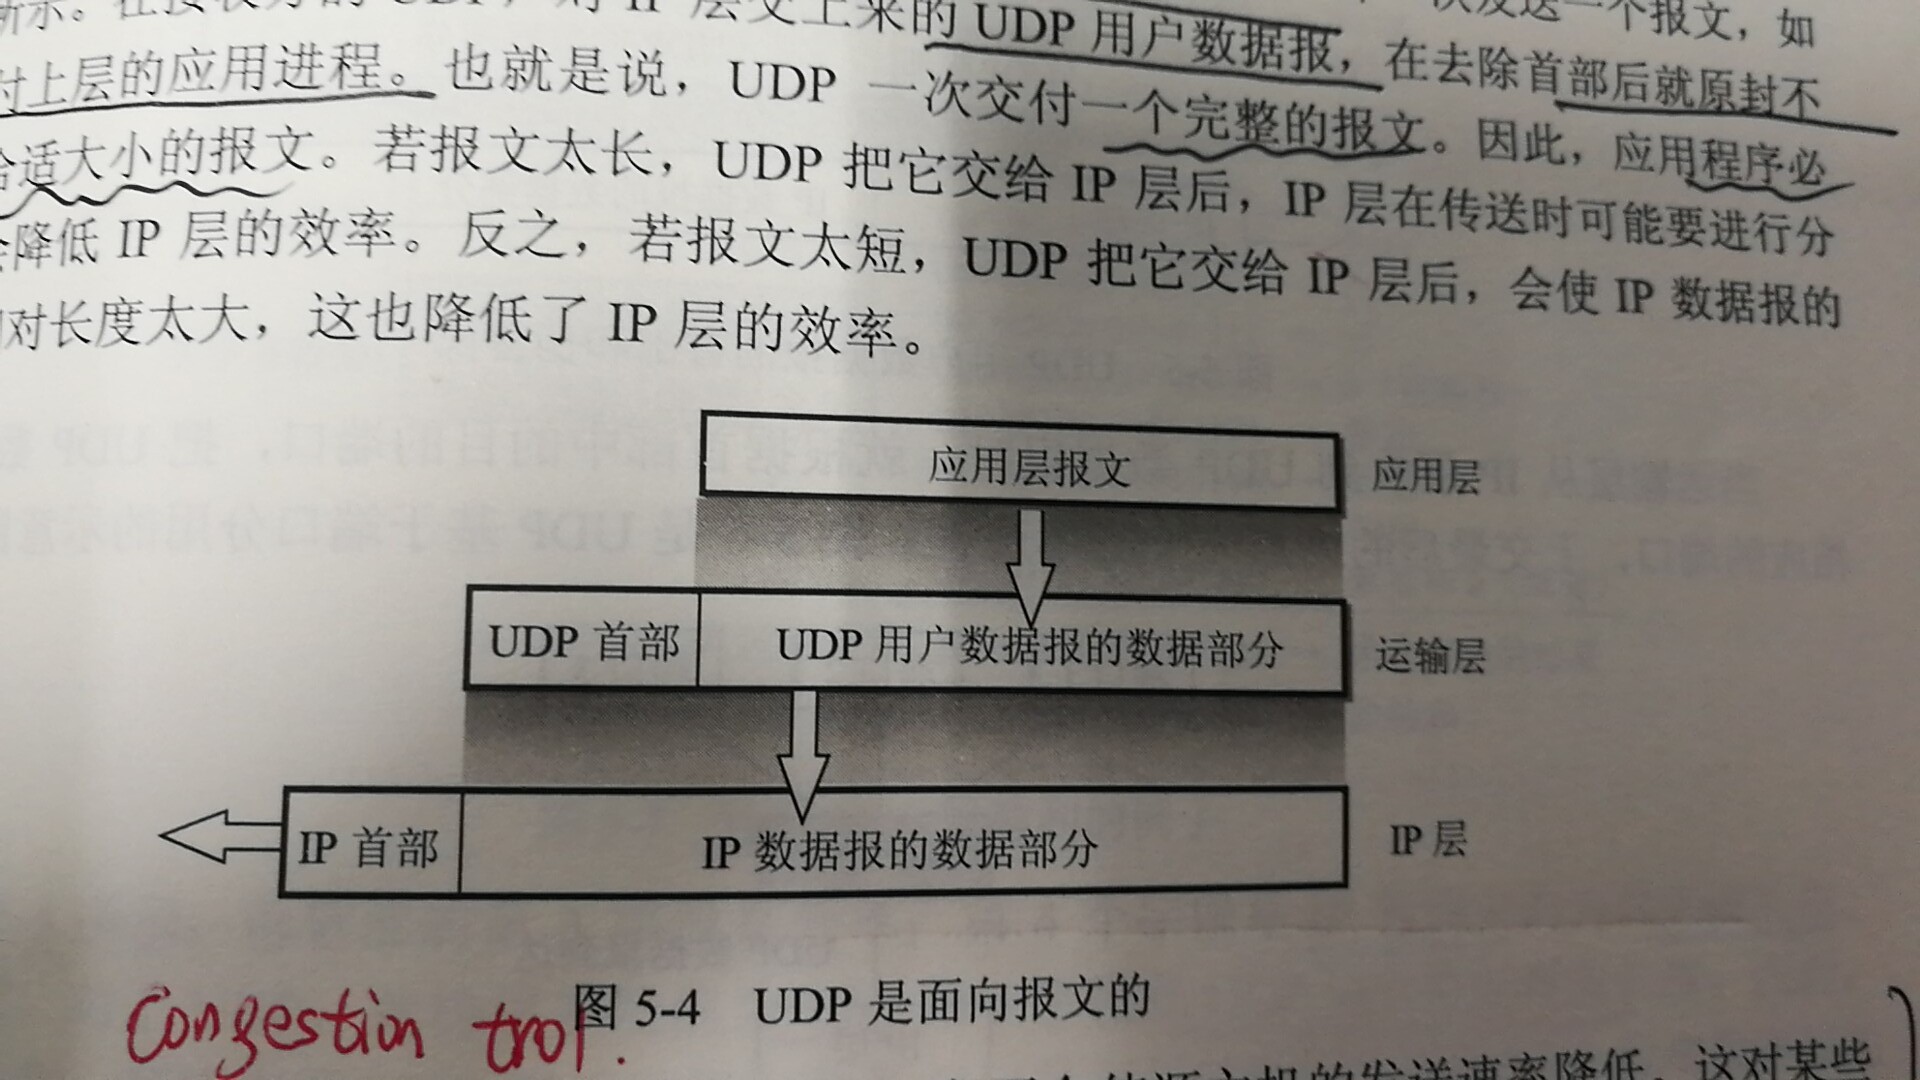 所示。在接收方的 UDP，对 IP 层交上来的 UDP 用户数据报，在去除首部后就原封不
付上层的应用进程。也就是说，UDP 一次交付一个完整的报文。因此，应用程序必
合适大小的报文。若报文太长，UDP 把它交给 IP 层后，IP 层在传送时可能要进行分
会降低 IP 层的效率。反之，若报文太短，UDP 把它交给 IP 层后，会使 IP 数据报的
对长度太大，这也降低了 IP 层的效率。
一个报文，如
应用层报文 应用层
UDP 首部 UDP 用户数据报的数据部分 运输层
IP 首部 IP 数据报的数据部分 IP 层
图 5-4 UDP 是面向报文的
Congestion trol.
的发送速率降低。这对某些